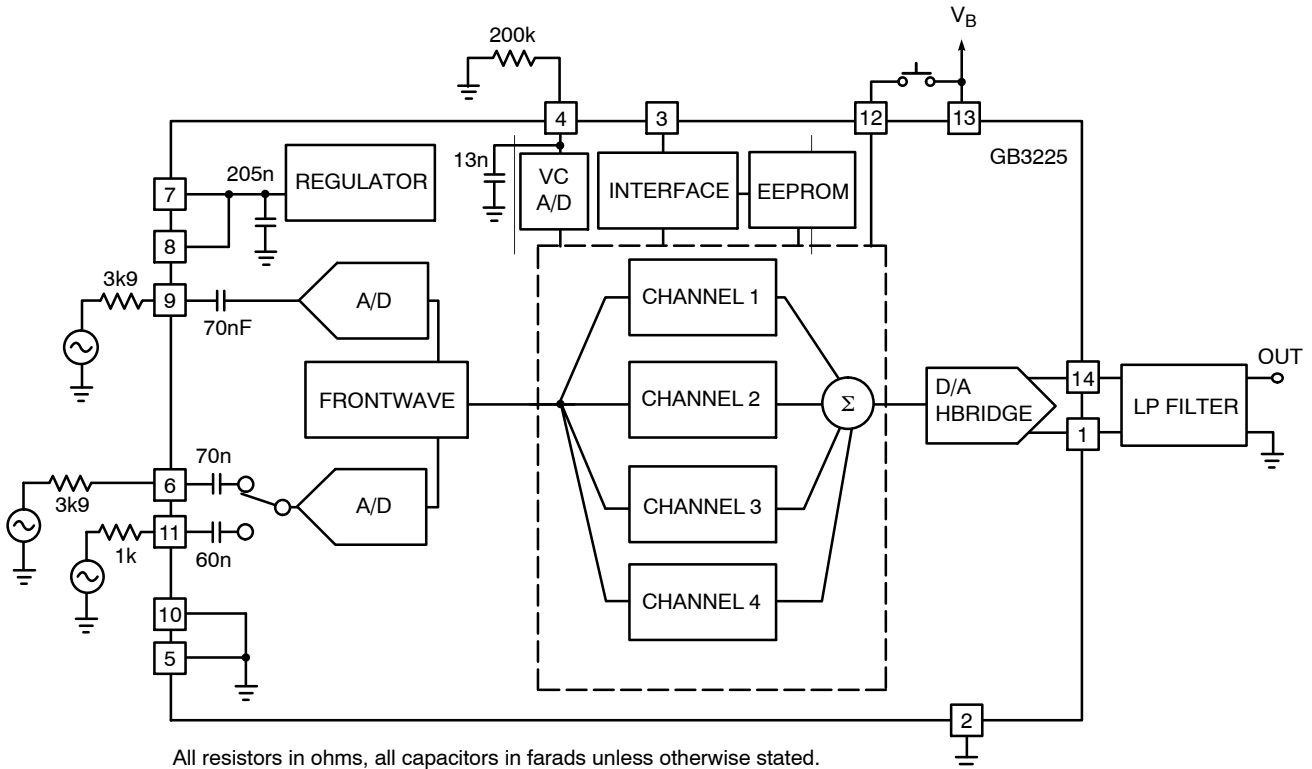 V_B
200k
4
3
12
13
GB3225
13n
VC
A/D
INTERFACE
EEPROM
205n
REGULATOR
7
8
3k9
9
70nF
A/D
CHANNEL 1
FRONTWAVE
CHANNEL 2
Σ
D/A
HBRIDGE
14
1
LP FILTER
OUT
70n
6
3k9
A/D
CHANNEL 3
11
1k
60n
CHANNEL 4
10
5
2
All resistors in ohms, all capacitors in farads unless otherwise stated.